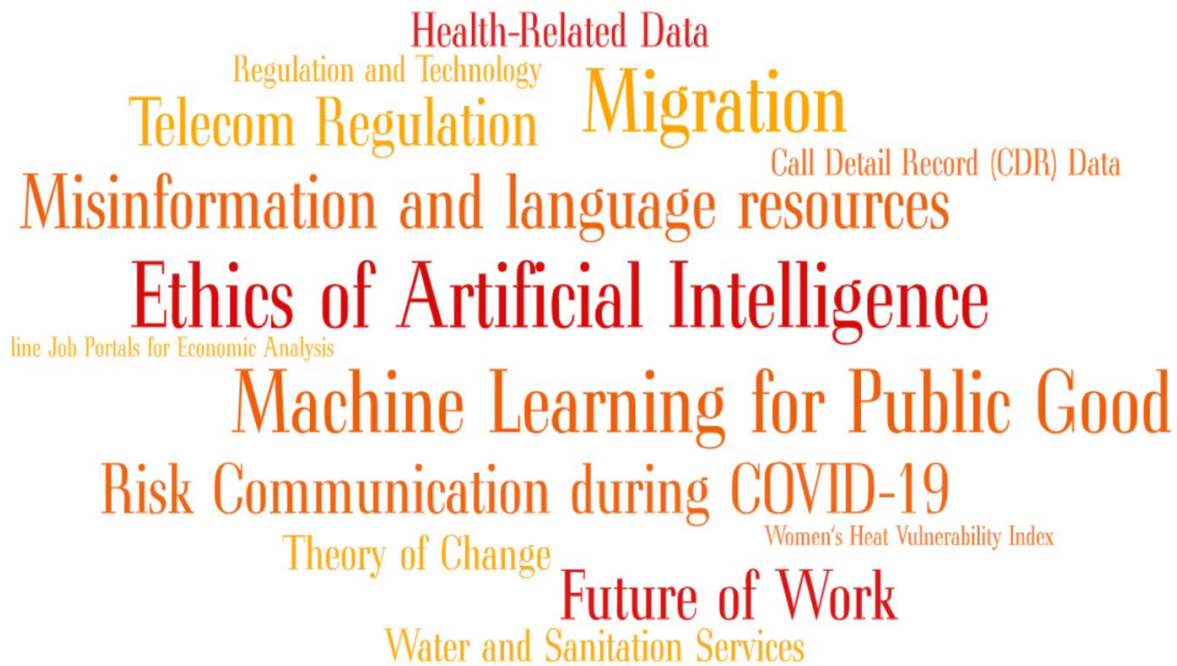 Health-Related Data
Regulation and Technology
Migration
Telecom Regulation
Call Detail Record (CDR) Data
Misinformation and language resources
Ethics of Artificial Intelligence
line Job Portals for Economic Analysis
Machine Learning for Public Good
Risk Communication during COVID-19
Women‘s Heat Vulnerability Index
Theory of Change
Future of Work
Water and Sanitation Services